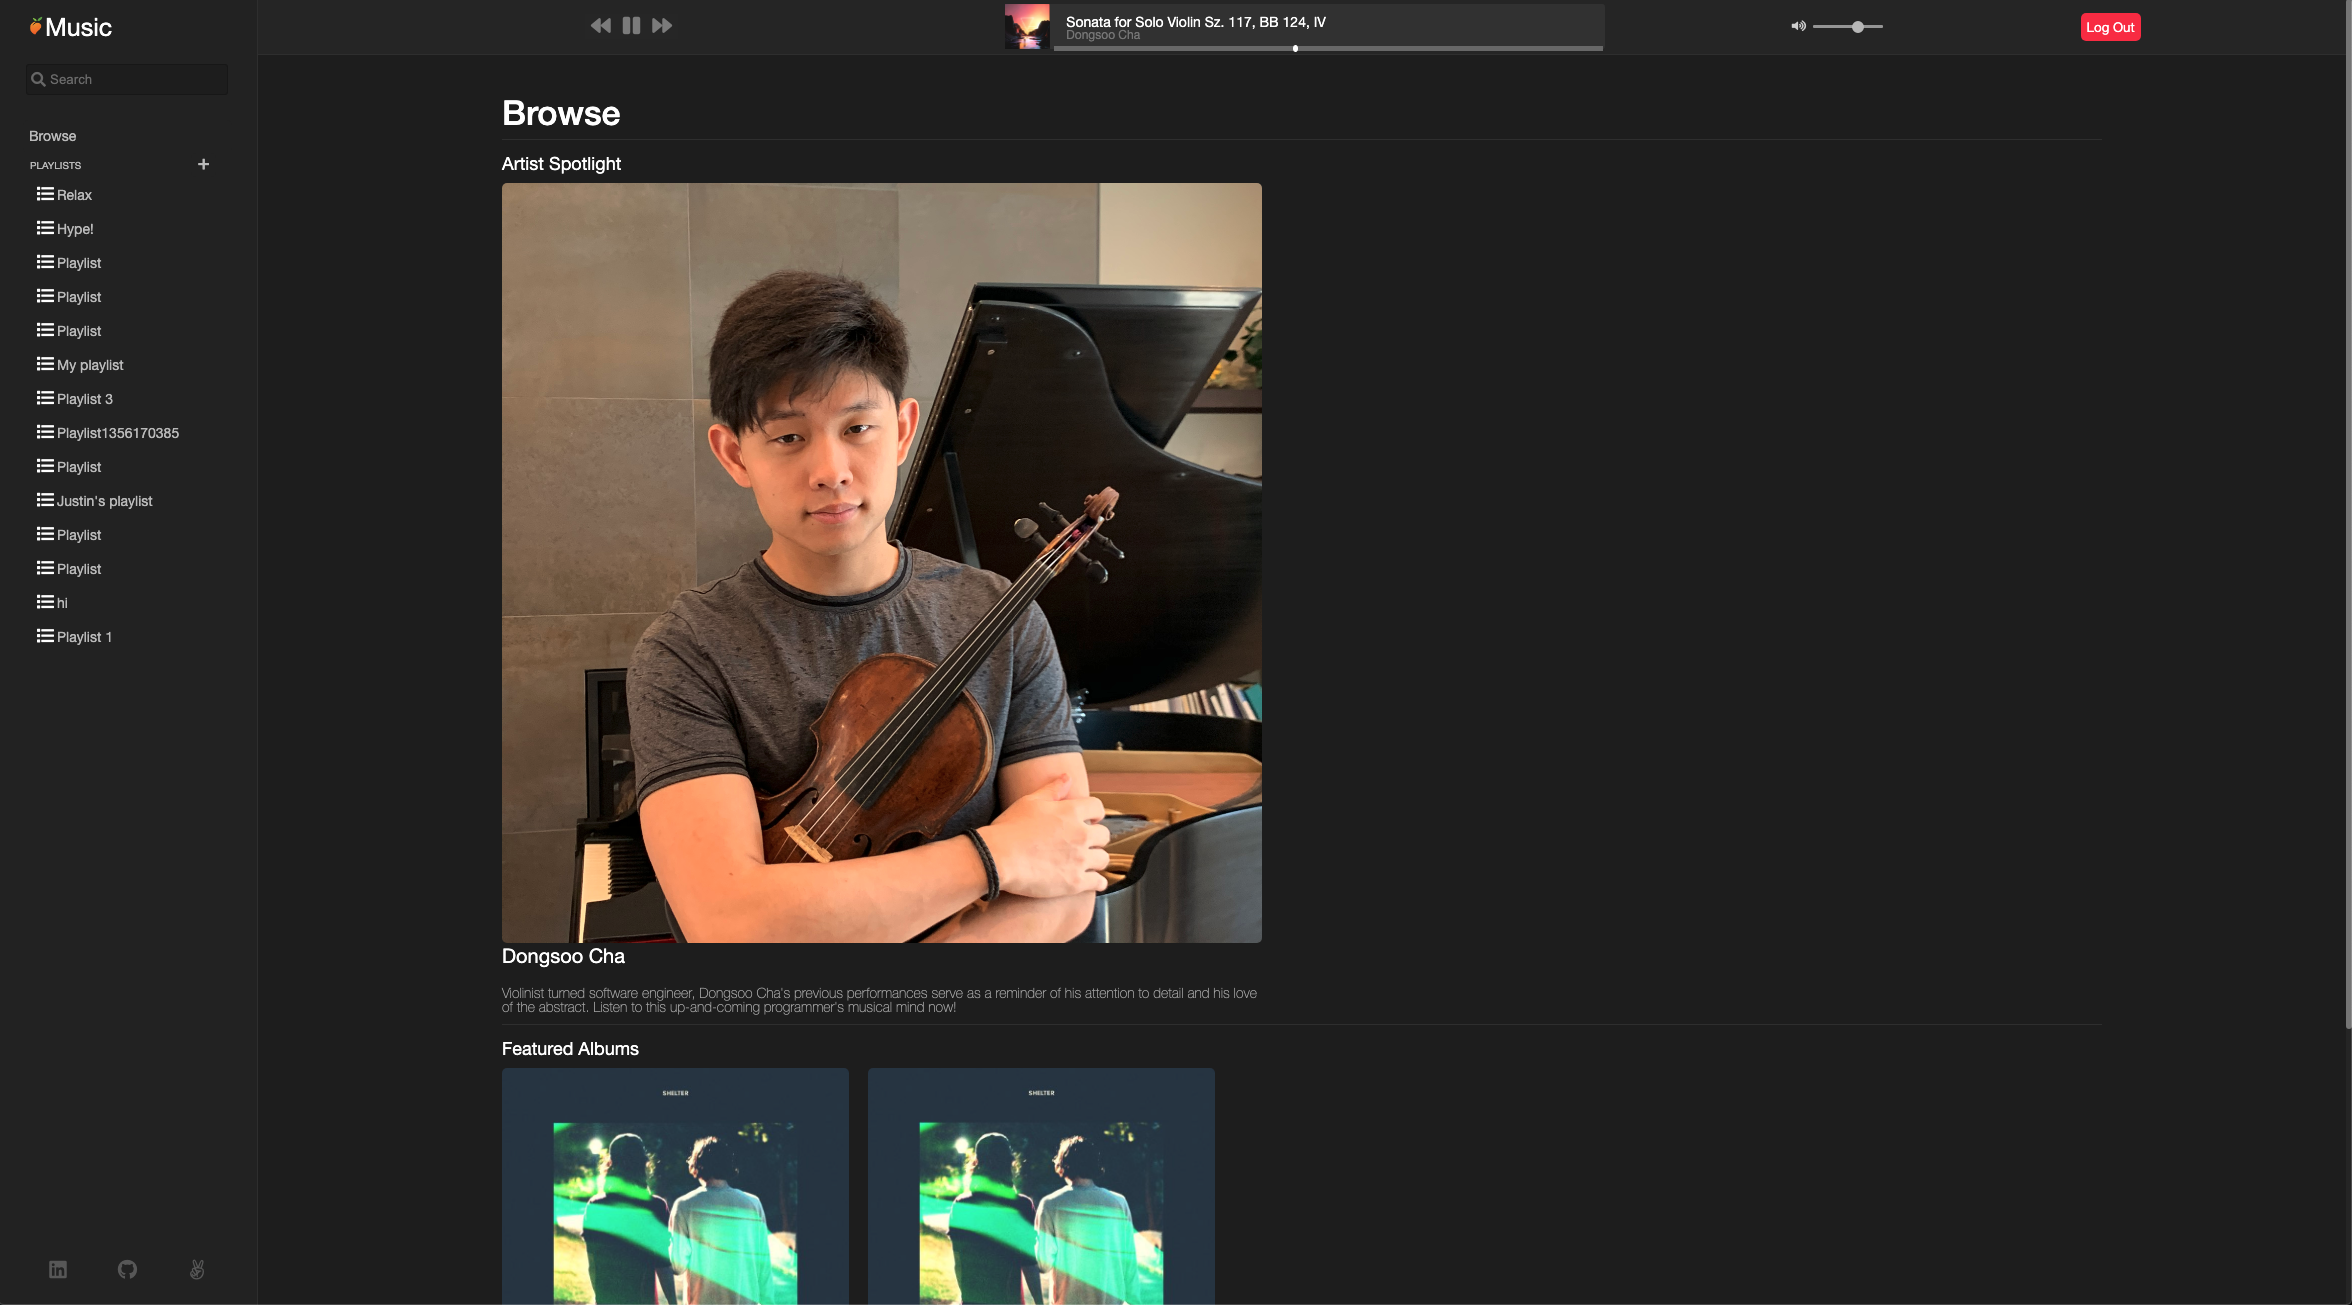 Music
Search
Browse
PLAYLISTS
Relax
Hype!
Playlist
Playlist
Playlist
My playlist
Playlist 3
Playlist1356170385
Playlist
Justin's playlist
Playlist
Playlist
hi
Playlist 1
Sonata for Solo Violin Sz. 117, BB 124, IV
Dongsoo Cha
Log Out
Browse
Artist Spotlight
Dongsoo Cha
Violinist turned software engineer, Dongsoo Cha's previous performances serve as a reminder of his attention to detail and his love
of the abstract. Listen to this up-and-coming programmer's musical mind now!
Featured Albums
SHELTER
SHELTER